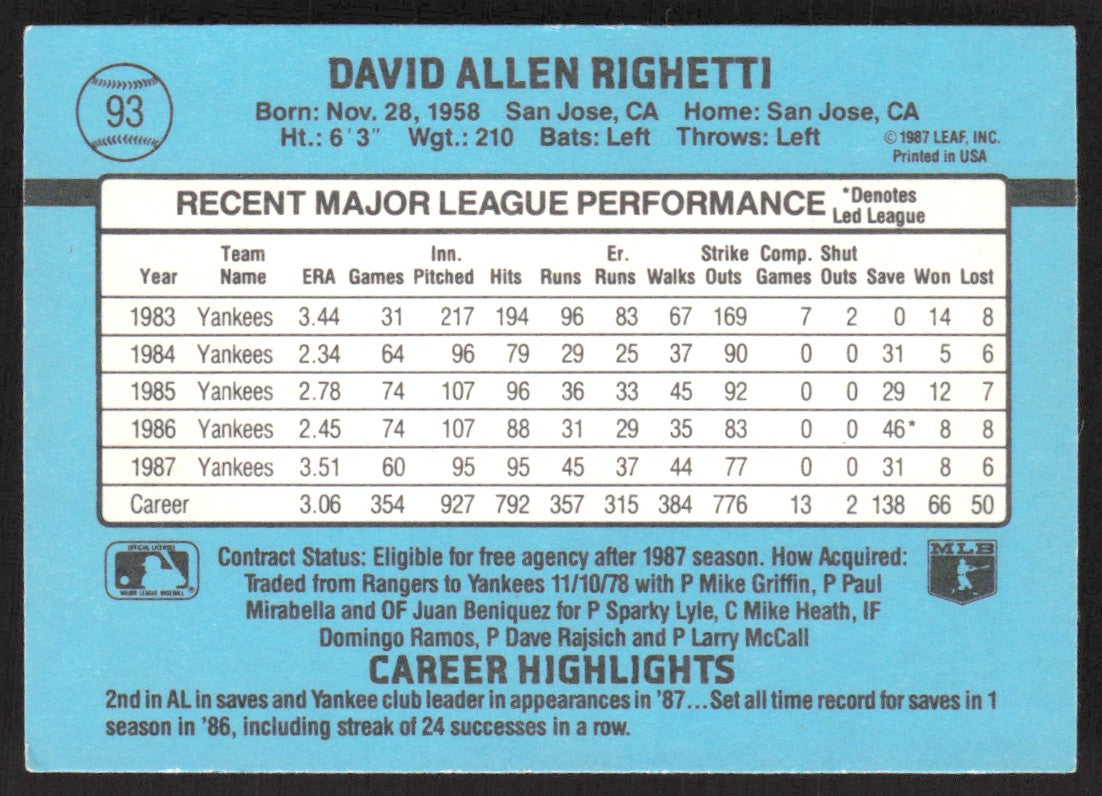 93
DAVID ALLEN RIGHETTI
Born: Nov. 28, 1958 San Jose, CA Home: San Jose, CA
Ht.: 6'3" Wgt.: 210 Bats: Left Throws: Left
©1987 LEAF, INC.
Printed in USA
RECENT MAJOR LEAGUE PERFORMANCE *Denotes Led League
Year Team Name ERA Games Inn. Pitched Hits Runs Er. Runs Walks Strike Outs Comp. Games Shut Outs Save Won Lost
1983 Yankees 3.44 31 217 194 96 83 67 169 7 2 0 14 8
1984 Yankees 2.34 64 96 79 29 25 37 90 0 0 31 5 6
1985 Yankees 2.78 74 107 96 36 33 45 92 0 0 29 12 7
1986 Yankees 2.45 74 107 88 31 29 35 83 0 0 46* 8 8
1987 Yankees 3.51 60 95 95 45 37 44 77 0 0 31 8 6
Career 3.06 354 927 792 357 315 384 776 13 2 138 66 50
OFFICIAL LICENSEE
MAJOR LEAGUE BASEBALL
MLB
Contract Status: Eligible for free agency after 1987 season. How Acquired:
Traded from Rangers to Yankees 11/10/78 with P Mike Griffin, P Paul
Mirabella and OF Juan Beniquez for P Sparky Lyle, C Mike Heath, IF
Domingo Ramos, P Dave Rajsich and P Larry McCall
CAREER HIGHLIGHTS
2nd in AL in saves and Yankee club leader in appearances in '87...Set all time record for saves in 1
season in '86, including streak of 24 successes in a row.